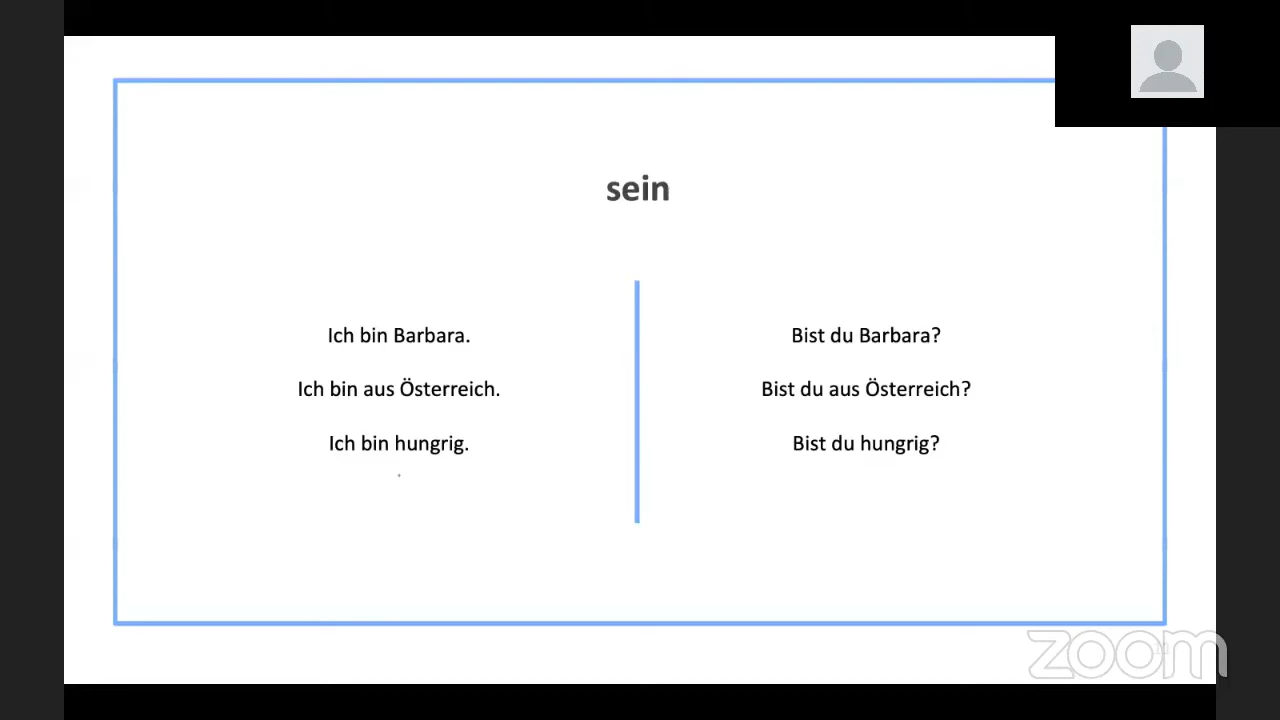 sein
Ich bin Barbara.
Ich bin aus Österreich.
Ich bin hungrig.
Bist du Barbara?
Bist du aus Österreich?
Bist du hungrig?
zoom